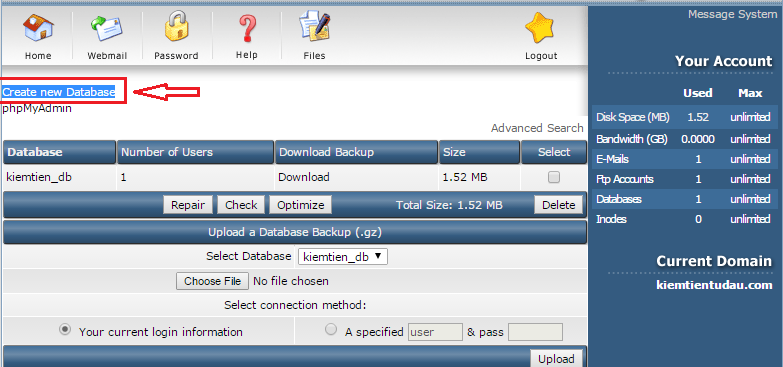 Message System
Home Webmail Password Help Files Logout
Create new Database
phpMyAdmin
Advanced Search
Database Number of Users Download Backup Size Select
kiemtien_db 1 Download 1.52 MB
Repair Check Optimize Total Size: 1.52 MB Delete
Upload a Database Backup (.gz)
Select Database kiemtien_db
Choose File No file chosen
Select connection method:
Your current login information A specified user & pass
Upload
Your Account
Used Max
Disk Space (MB) 1.52 unlimited
Bandwidth (GB) 0.0000 unlimited
E-Mails 1 unlimited
Ftp Accounts 1 unlimited
Databases 1 unlimited
Inodes 0 unlimited
Current Domain
kiemtientudau.com